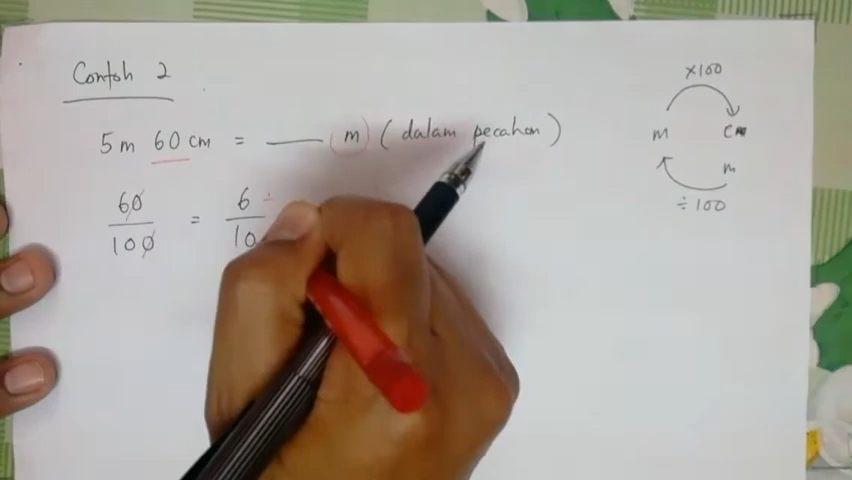 Contoh 2
5 m 60 cm = ___ m (dalam pecahan)
60/100 = 6 ÷ / 10
×100
m cm
m
÷ 100